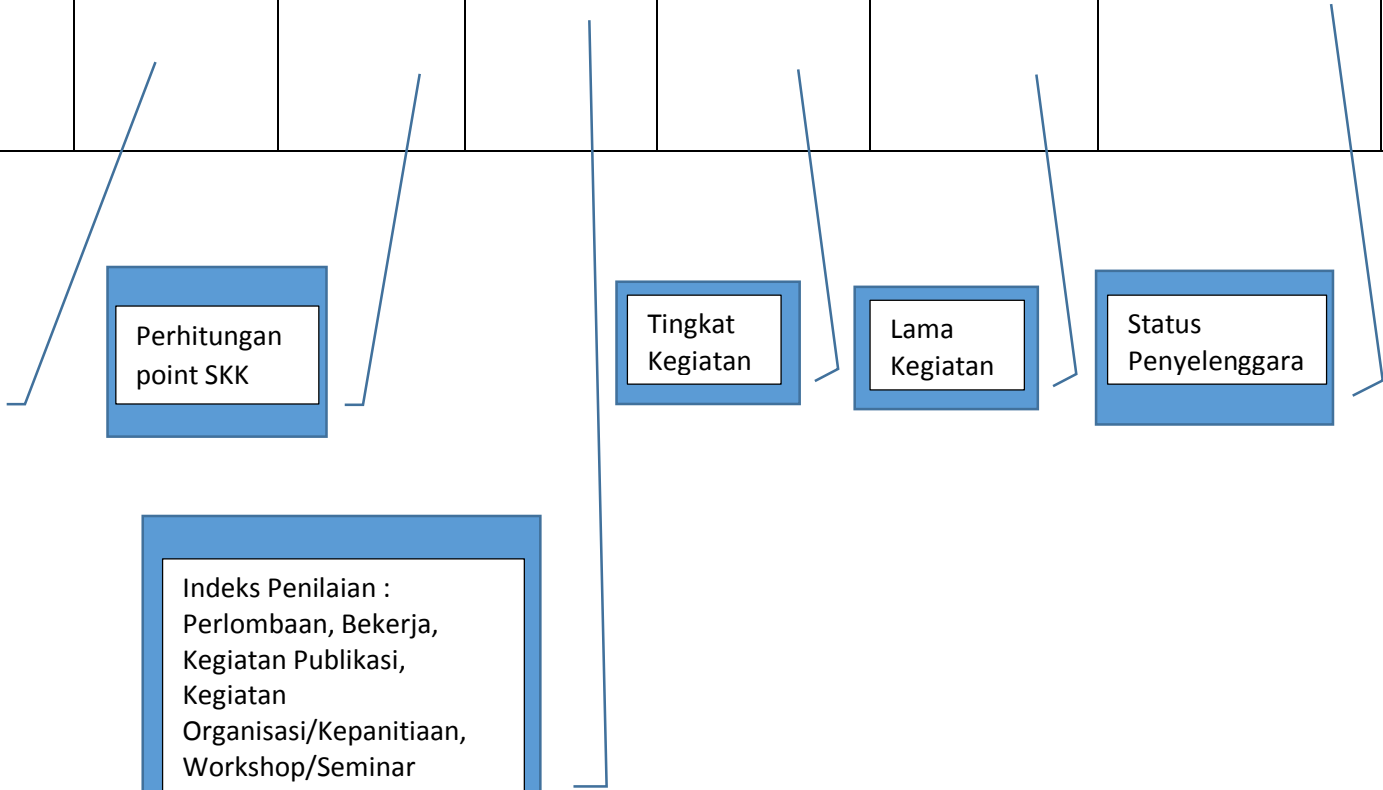 Perhitungan
point SKK
Tingkat
Kegiatan
Lama
Kegiatan
Status
Penyelenggara
Indeks Penilaian :
Perlombaan, Bekerja,
Kegiatan Publikasi,
Kegiatan
Organisasi/Kepanitiaan,
Workshop/Seminar